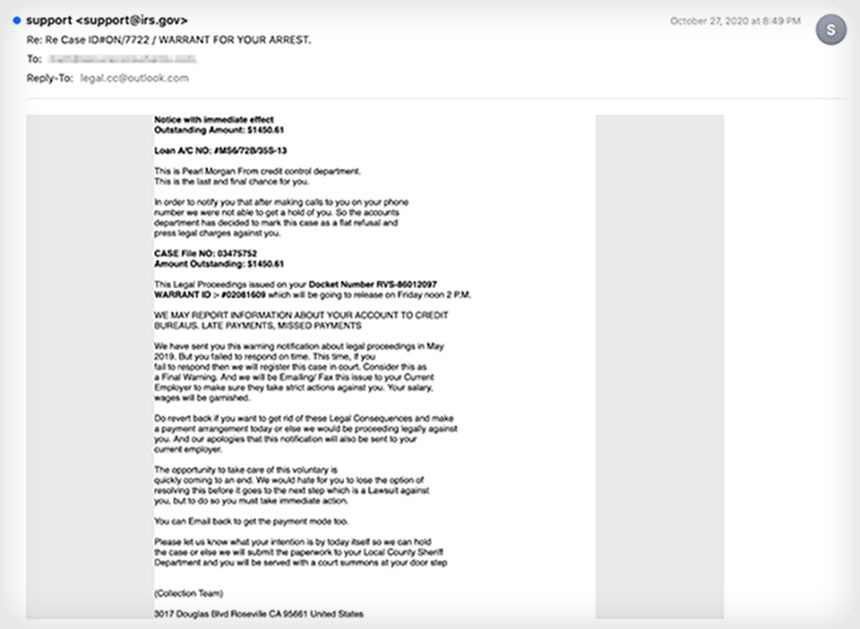 support <support@irs.gov>
October 27, 2020 at 8:49 PM
S
Re: Re Case ID#ON/7722 / WARRANT FOR YOUR ARREST.
To:
Reply-To: legal.cc@outlook.com
Notice with immediate effect
Outstanding Amount: $1450.61
Loan A/C NO: #MS6/72B/35S-13
This is Pearl Morgan From credit control department.
This is the last and final chance for you.
In order to notify you that after making calls to you on your phone
number we were not able to get a hold of you. So the accounts
department has decided to mark this case as a flat refusal and
press legal charges against you.
CASE File NO: 03475752
Amount Outstanding: $1450.61
This Legal Proceedings issued on your Docket Number RVS-86012097
WARRANT ID :- #02081609 which will be going to release on Friday noon 2 P.M.
WE MAY REPORT INFORMATION ABOUT YOUR ACCOUNT TO CREDIT
BUREAUS. LATE PAYMENTS, MISSED PAYMENTS
We have sent you this warning notification about legal proceedings in May
2019. But you failed to respond on time. This time, if you
fail to respond then we will register this case in court. Consider this as
a Final Warning. And we will be Emailing/ Fax this issue to your Current
Employer to make sure they take strict actions against you. Your salary,
wages will be garnished.
Do revert back if you want to get rid of these Legal Consequences and make
a payment arrangement today or else we would be proceeding legally against
you. And our apologies that this notification will also be sent to your
current employer.
The opportunity to take care of this voluntary is
quickly coming to an end. We would hate for you to lose the option of
resolving this before it goes to the next step which is a Lawsuit against
you, but to do so you must take immediate action.
You can Email back to get the payment mode too.
Please let us know what your intention is by today itself so we can hold
the case or else we will submit the paperwork to your Local County Sheriff
Department and you will be served with a court summons at your door step
(Collection Team)
3017 Douglas Blvd Roseville CA 95661 United States